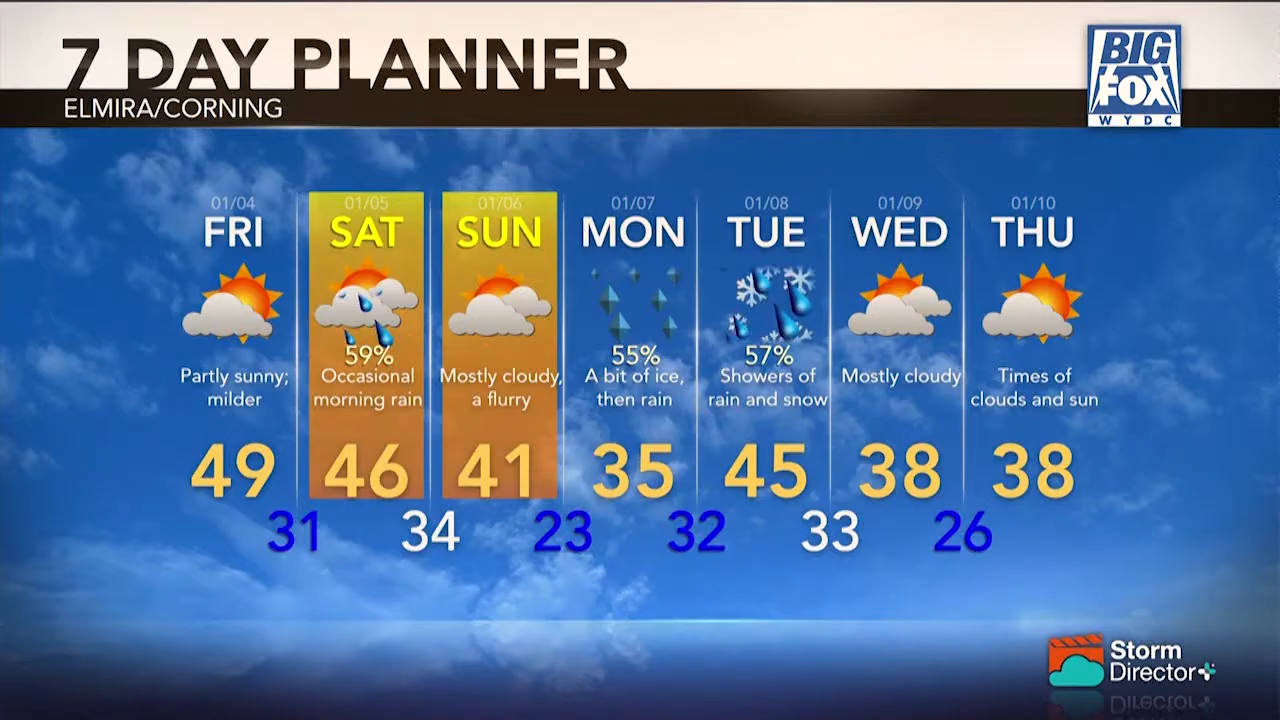 7 DAY PLANNER
ELMIRA/CORNING
BIG
FOX
WYDC
01/04 01/05 01/06 01/07 01/08 01/09 01/10
FRI SAT SUN MON TUE WED THU
59% 55% 57%
Partly sunny; Occasional Mostly cloudy, A bit of ice, Showers of Mostly cloudy Times of
milder morning rain a flurry then rain rain and snow clouds and sun
49 46 41 35 45 38 38
31 34 23 32 33 26
Storm
Director+